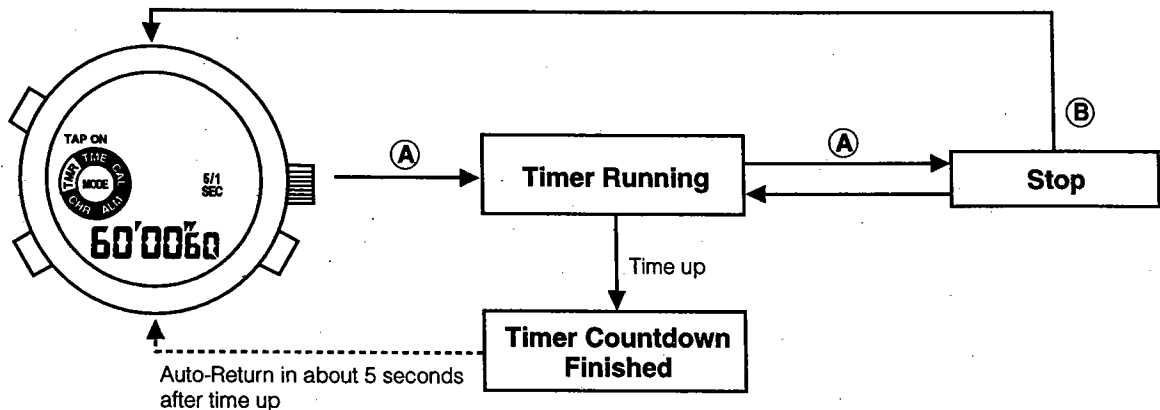 B
TAP ON
TMR TME CAL
MODE
CHR ALM
5/1
SEC
60'00"60
A
Timer Running
A
Stop
Time up
Timer Countdown
Finished
Auto-Return in about 5 seconds
after time up